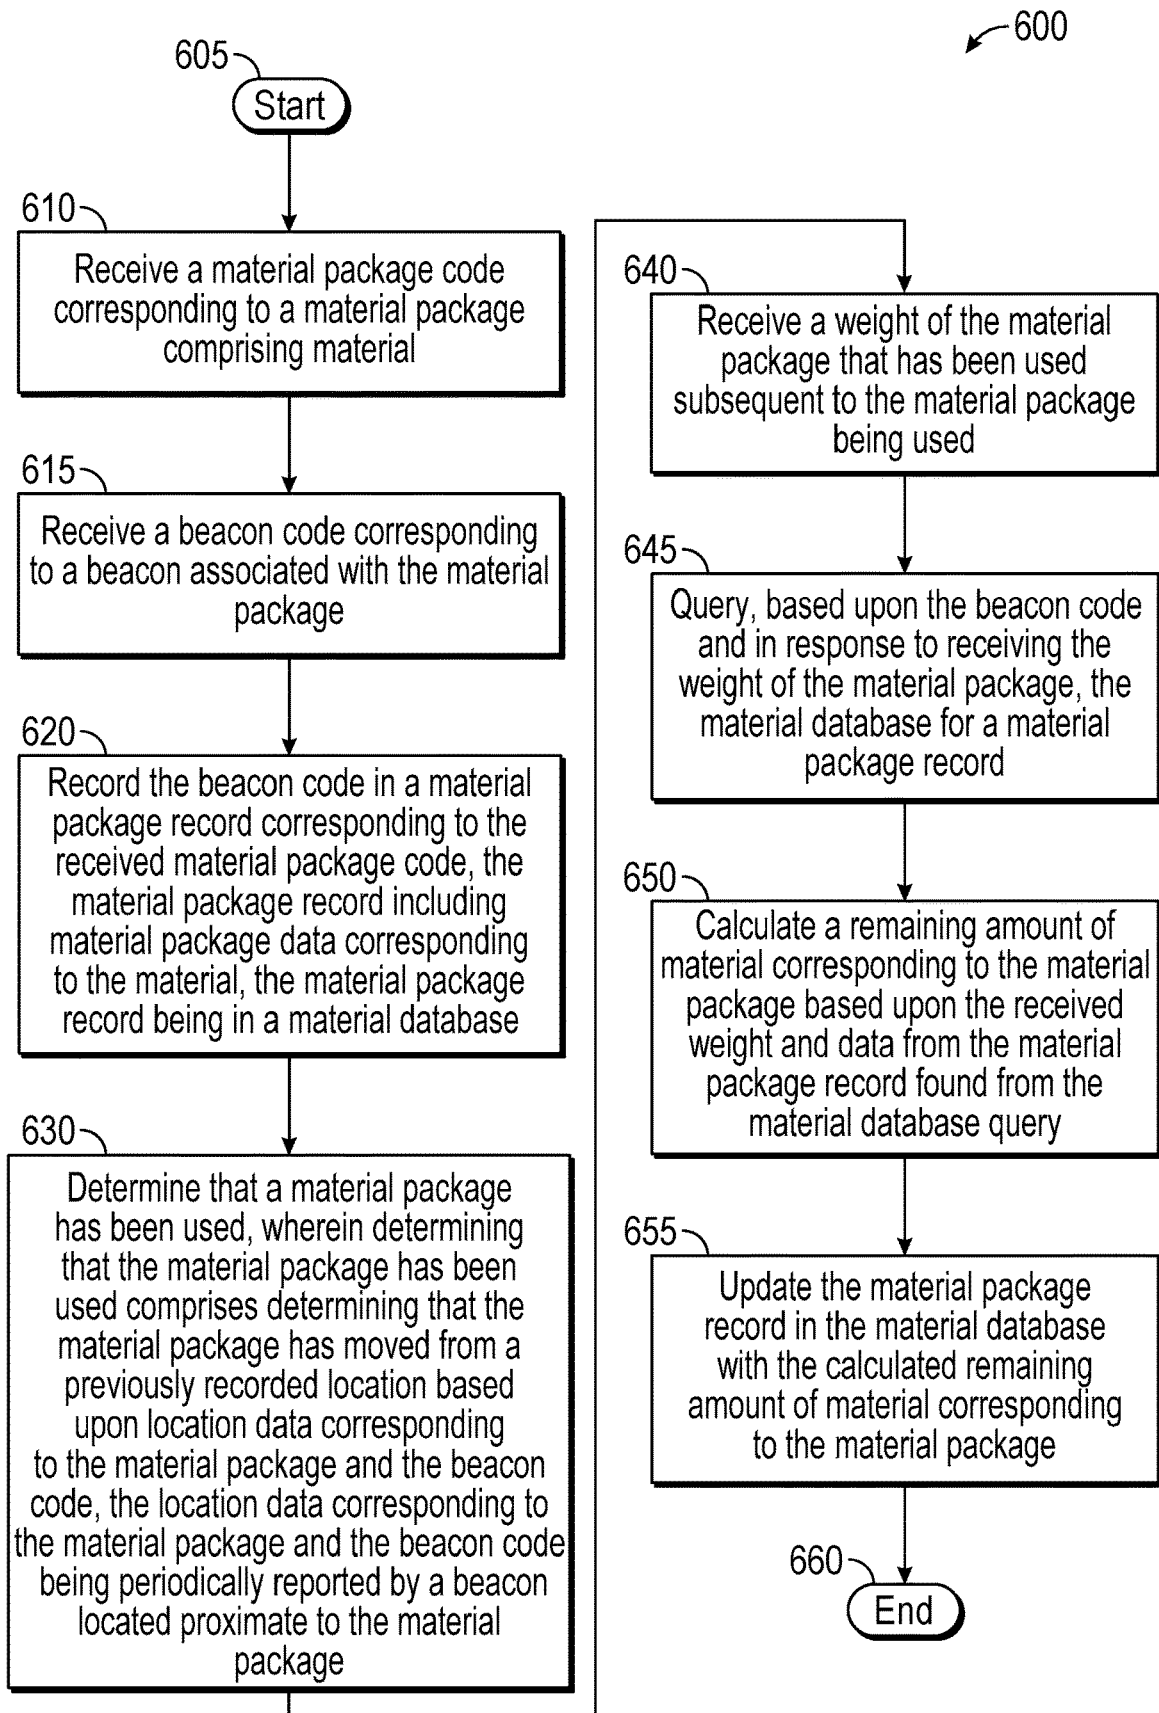 600
605
Start
610
Receive a material package code
corresponding to a material package
comprising material
615
Receive a beacon code corresponding
to a beacon associated with the material
package
620
Record the beacon code in a material
package record corresponding to the
received material package code, the
material package record including
material package data corresponding
to the material, the material package
record being in a material database
630
Determine that a material package
has been used, wherein determining
that the material package has been
used comprises determining that the
material package has moved from a
previously recorded location based
upon location data corresponding
to the material package and the beacon
code, the location data corresponding to
the material package and the beacon code
being periodically reported by a beacon
located proximate to the material
package
640
Receive a weight of the material
package that has been used
subsequent to the material package
being used
645
Query, based upon the beacon code
and in response to receiving the
weight of the material package, the
material database for a material
package record
650
Calculate a remaining amount of
material corresponding to the material
package based upon the received
weight and data from the material
package record found from the
material database query
655
Update the material package
record in the material database
with the calculated remaining
amount of material corresponding
to the material package
660
End